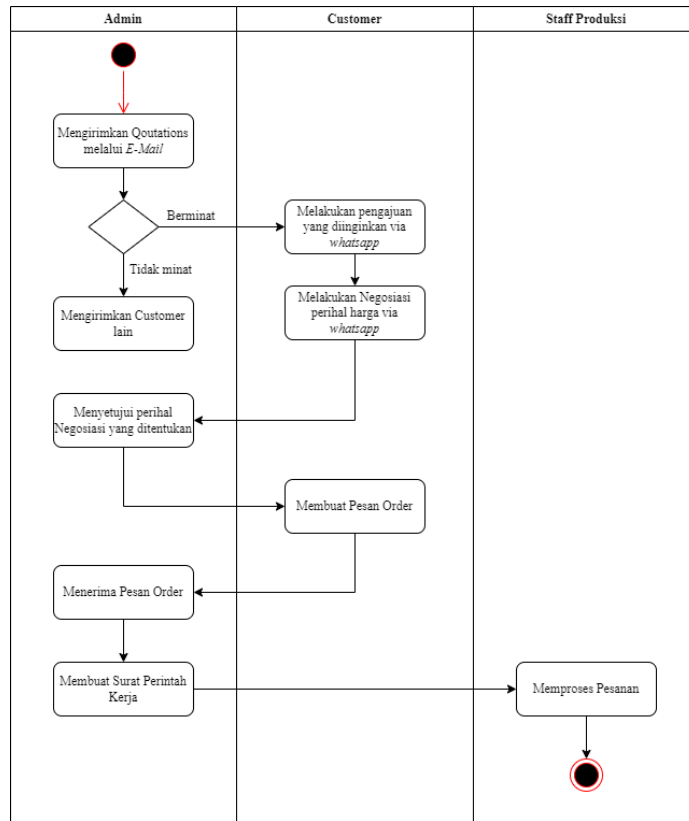 Admin
Customer
Staff Produksi
Mengirimkan Qoutations
melalui E-Mail
Berminat
Melakukan pengajuan
yang diinginkan via
whatsapp
Tidak minat
Mengirimkan Customer
lain
Melakukan Negosiasi
perihal harga via
whatsapp
Menyetujui perihal
Negosiasi yang ditentukan
Membuat Pesan Order
Menerima Pesan Order
Membuat Surat Perintah
Kerja
Memproses Pesanan